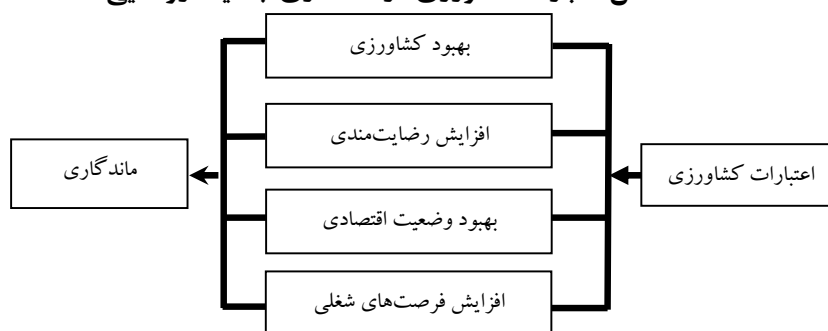 بهبود کشاورزی
افزایش رضایت‌مندی
اعتبارات کشاورزی
ماندگاری
بهبود وضعیت اقتصادی
افزایش فرصت‌های شغلی